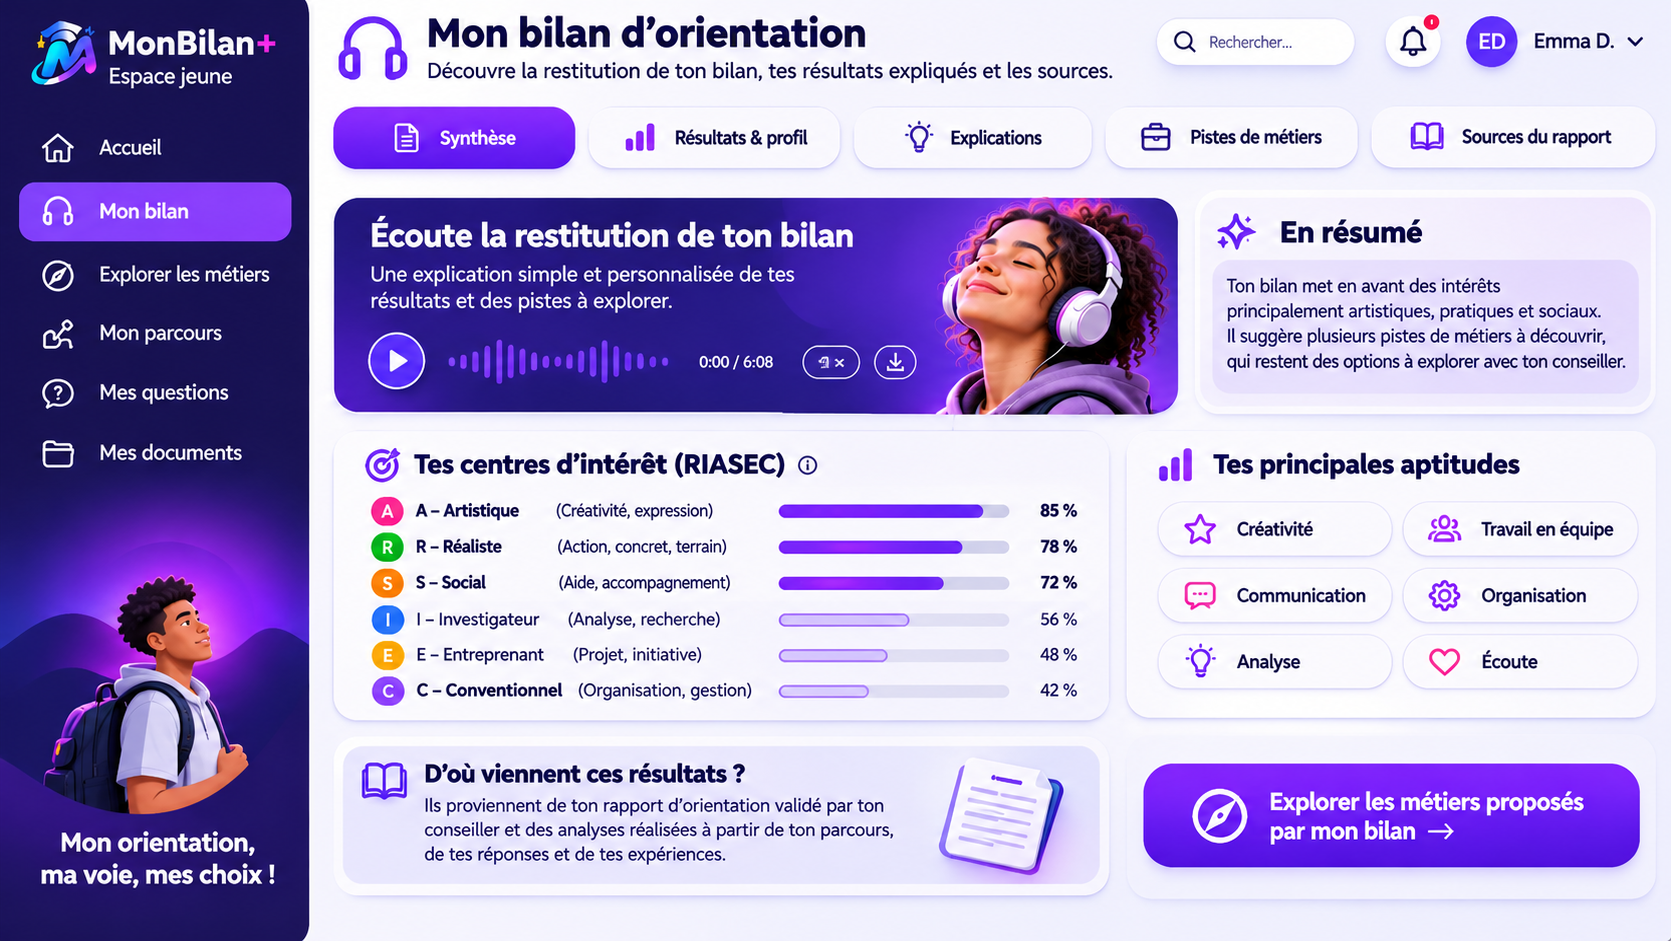 MonBilan+
Espace jeune
Accueil
Mon bilan
Explorer les métiers
Mon parcours
Mes questions
Mes documents
Mon orientation,
ma voie, mes choix !
Mon bilan d’orientation
Découvre la restitution de ton bilan, tes résultats expliqués et les sources.
Rechercher...
ED
Emma D.
Synthèse
Résultats & profil
Explications
Pistes de métiers
Sources du rapport
Écoute la restitution de ton bilan
Une explication simple et personnalisée de tes
résultats et des pistes à explorer.
0:00 / 6:08
En résumé
Ton bilan met en avant des intérêts
principalement artistiques, pratiques et sociaux.
Il suggère plusieurs pistes de métiers à découvrir,
qui restent des options à explorer avec ton conseiller.
Tes centres d’intérêt (RIASEC)
A A – Artistique (Créativité, expression) 85 %
R R – Réaliste (Action, concret, terrain) 78 %
S S – Social (Aide, accompagnement) 72 %
I I – Investigateur (Analyse, recherche) 56 %
E E – Entreprenant (Projet, initiative) 48 %
C C – Conventionnel (Organisation, gestion) 42 %
Tes principales aptitudes
Créativité
Travail en équipe
Communication
Organisation
Analyse
Écoute
D’où viennent ces résultats ?
Ils proviennent de ton rapport d’orientation validé par ton
conseiller et des analyses réalisées à partir de ton parcours,
de tes réponses et de tes expériences.
Explorer les métiers proposés
par mon bilan →